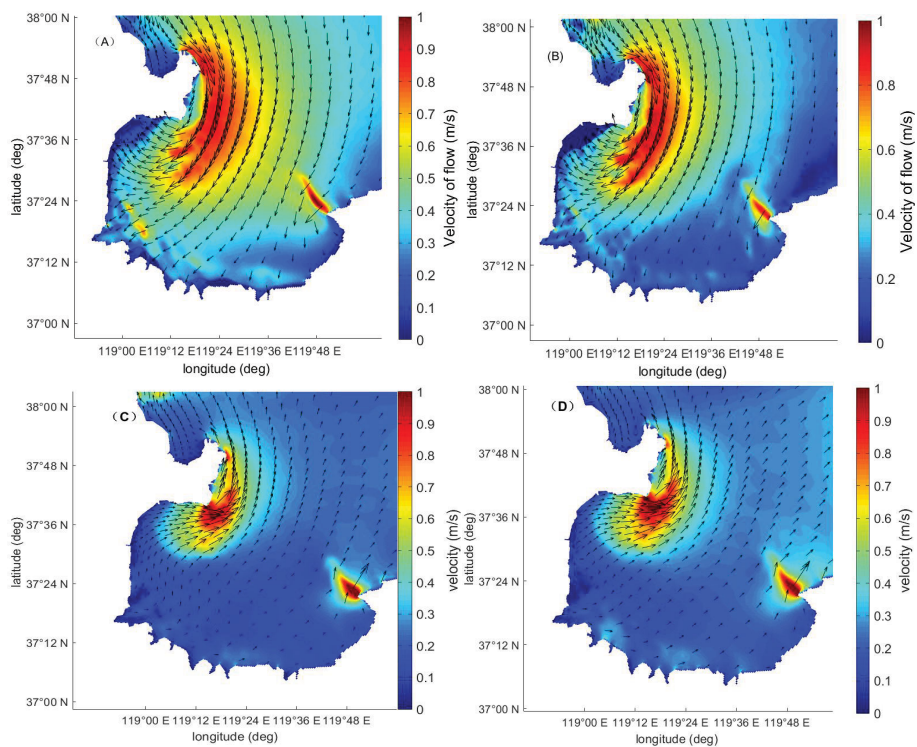 (A)
38°00 N
37°48 N
37°36 N
37°24 N
37°12 N
37°00 N
latitude (deg)
119°00 E119°12 E119°24 E119°36 E119°48 E
longitude (deg)
1
0.9
0.8
0.7
0.6
0.5
0.4
0.3
0.2
0.1
0
Velocity of flow (m/s)
(B)
38°00 N
37°48 N
37°36 N
37°24 N
37°12 N
37°00 N
latitude (deg)
119°00 E119°12 E119°24 E119°36 E119°48 E
longitude (deg)
1
0.8
0.6
0.4
0.2
0
Velocity of flow (m/s)
(C)
38°00 N
37°48 N
37°36 N
37°24 N
37°12 N
37°00 N
latitude (deg)
119°00 E119°12 E119°24 E119°36 E119°48 E
longitude (deg)
1
0.9
0.8
0.7
0.6
0.5
0.4
0.3
0.2
0.1
0
velocity (m/s)
(D)
38°00 N
37°48 N
37°36 N
37°24 N
37°12 N
37°00 N
latitude (deg)
119°00 E119°12 E119°24 E119°36 E119°48 E
longitude (deg)
1
0.9
0.8
0.7
0.6
0.5
0.4
0.3
0.2
0.1
0
velocity (m/s)